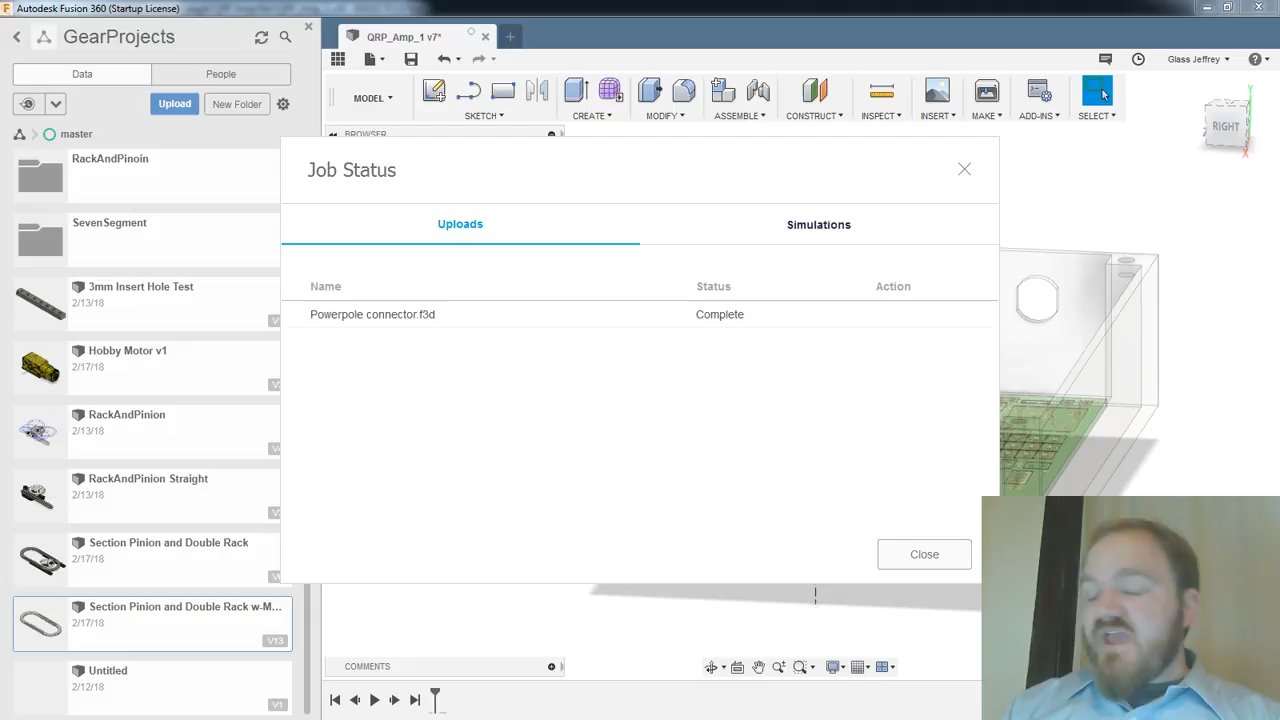 Autodesk Fusion 360 (Startup License)
GearProjects
QRP_Amp_1 v7*
Data
People
Glass Jeffrey
Upload
New Folder
MODEL
SKETCH
CREATE
MODIFY
ASSEMBLE
CONSTRUCT
INSPECT
INSERT
MAKE
ADD-INS
SELECT
master
BROWSER
RIGHT
Y
Z
X
RackAndPinoin
SevenSegment
3mm Insert Hole Test
2/13/18
Hobby Motor v1
2/17/18
RackAndPinion
2/13/18
RackAndPinion Straight
2/13/18
Section Pinion and Double Rack
2/17/18
Section Pinion and Double Rack w-M...
2/17/18
V13
Untitled
2/12/18
V1
Job Status
Uploads
Simulations
Name
Status
Action
Powerpole connector.f3d
Complete
Close
COMMENTS